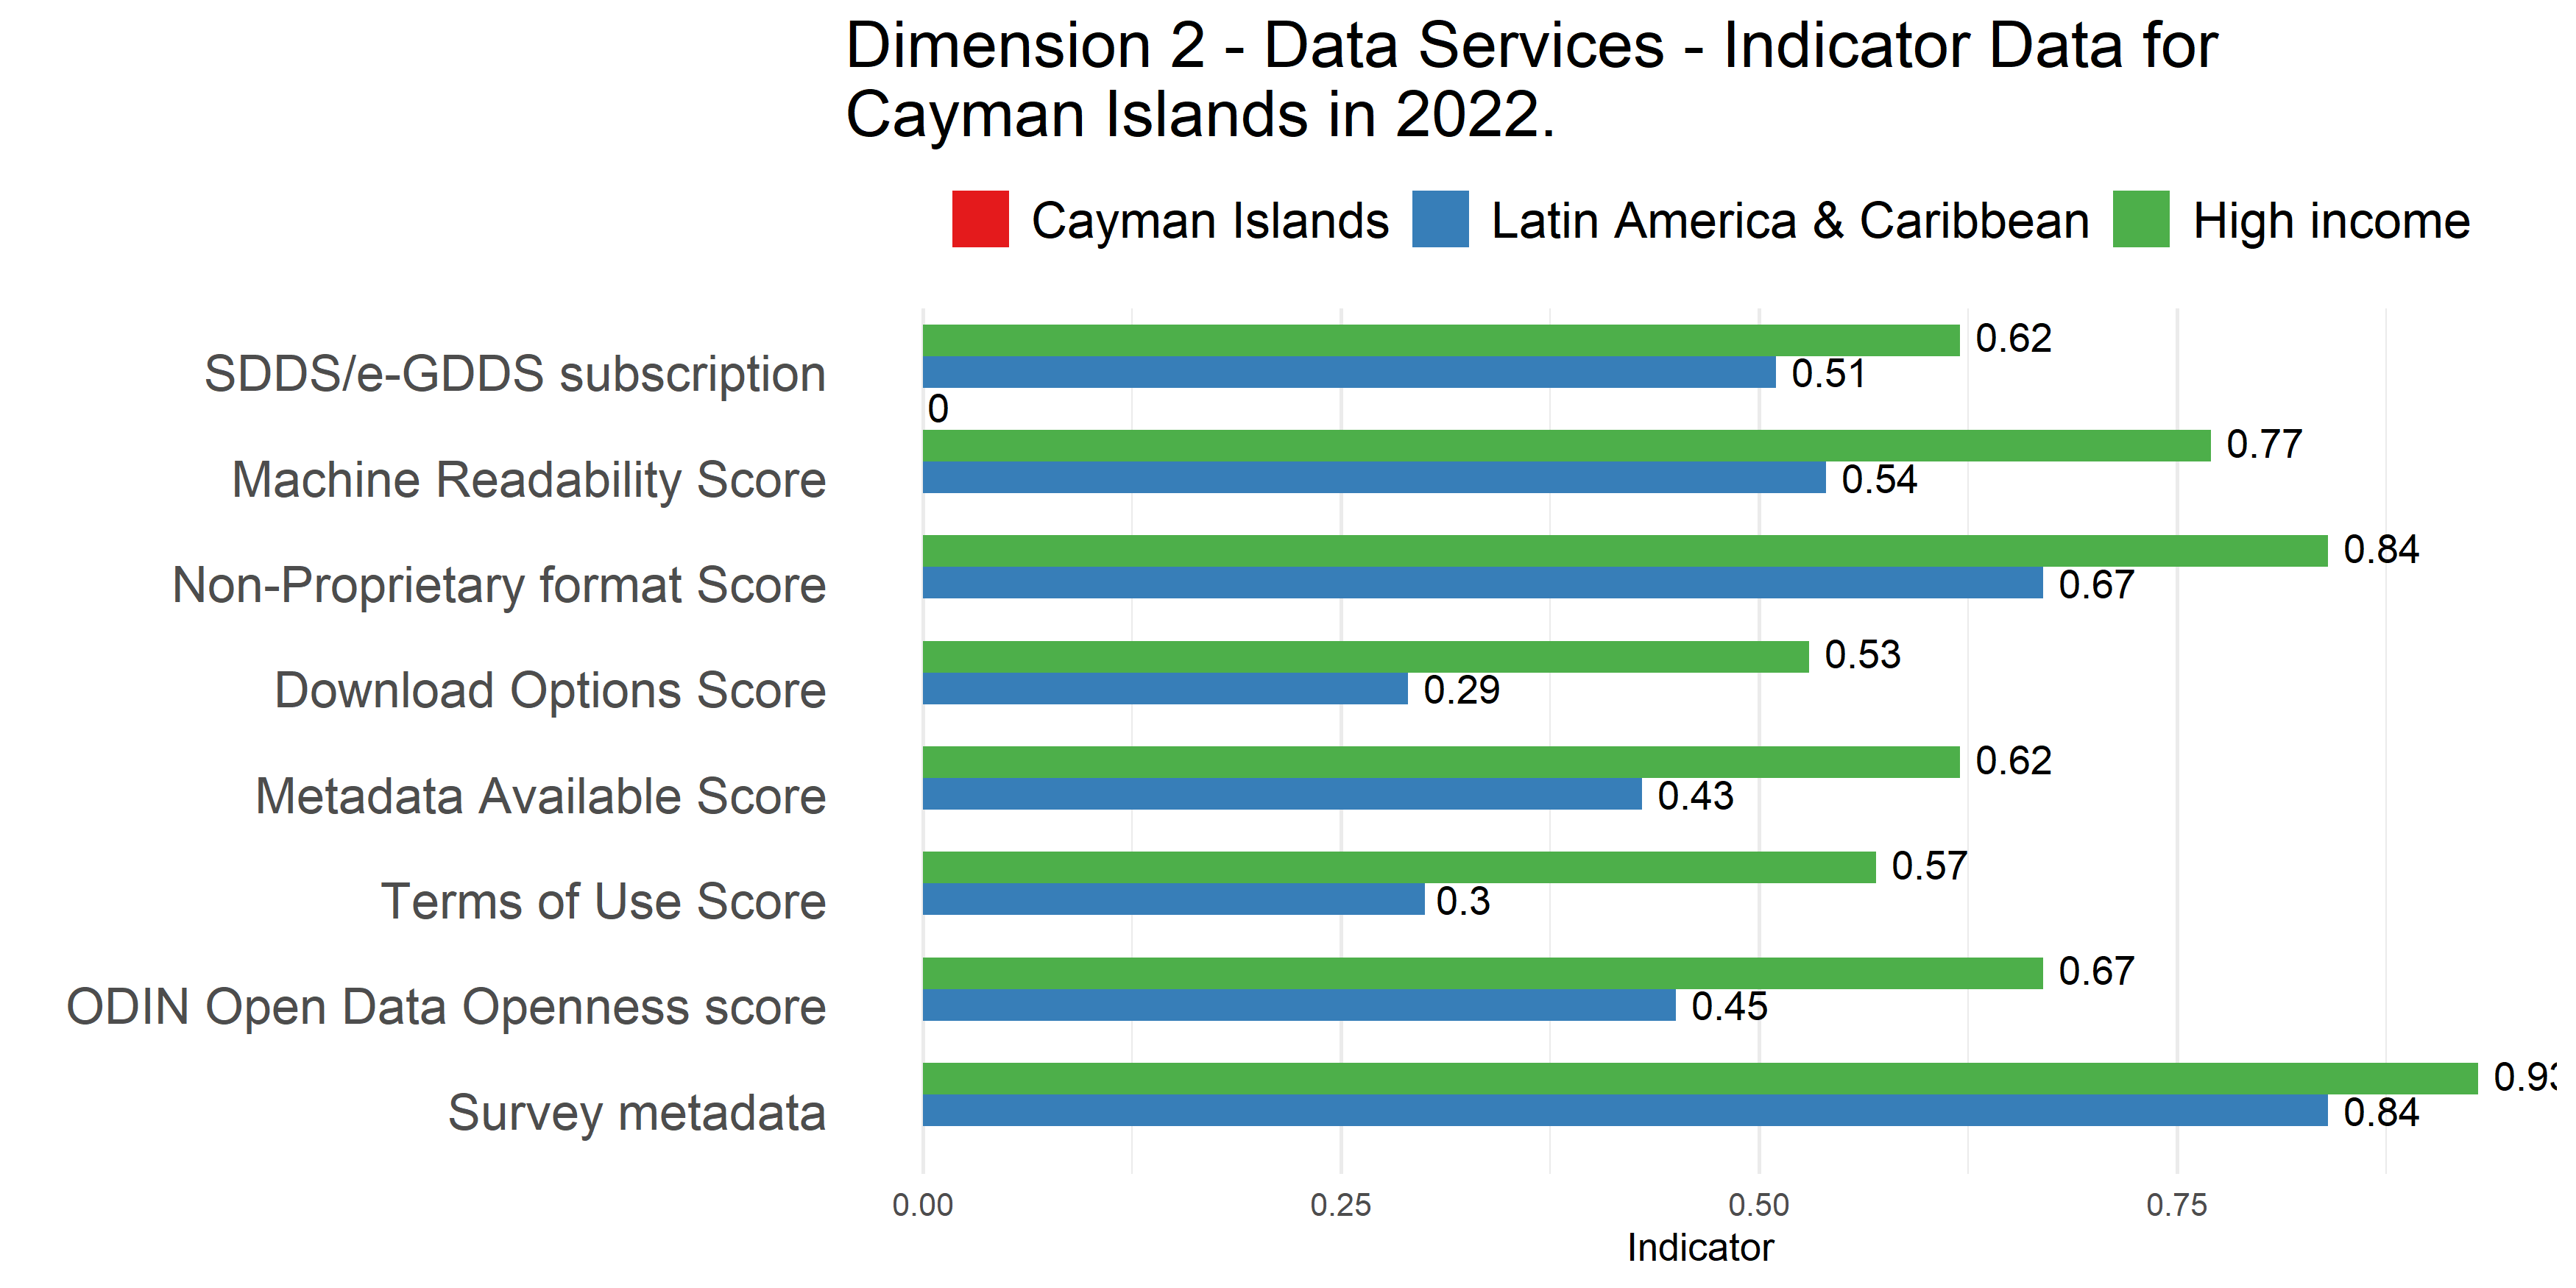 Dimension 2 - Data Services - Indicator Data for
Cayman Islands in 2022.
Cayman Islands
Latin America & Caribbean
High income
SDDS/e-GDDS subscription
0.62
0.51
0
Machine Readability Score
0.77
0.54
Non-Proprietary format Score
0.84
0.67
Download Options Score
0.53
0.29
Metadata Available Score
0.62
0.43
Terms of Use Score
0.57
0.3
ODIN Open Data Openness score
0.67
0.45
Survey metadata
0.93
0.84
0.00
0.25
0.50
0.75
Indicator